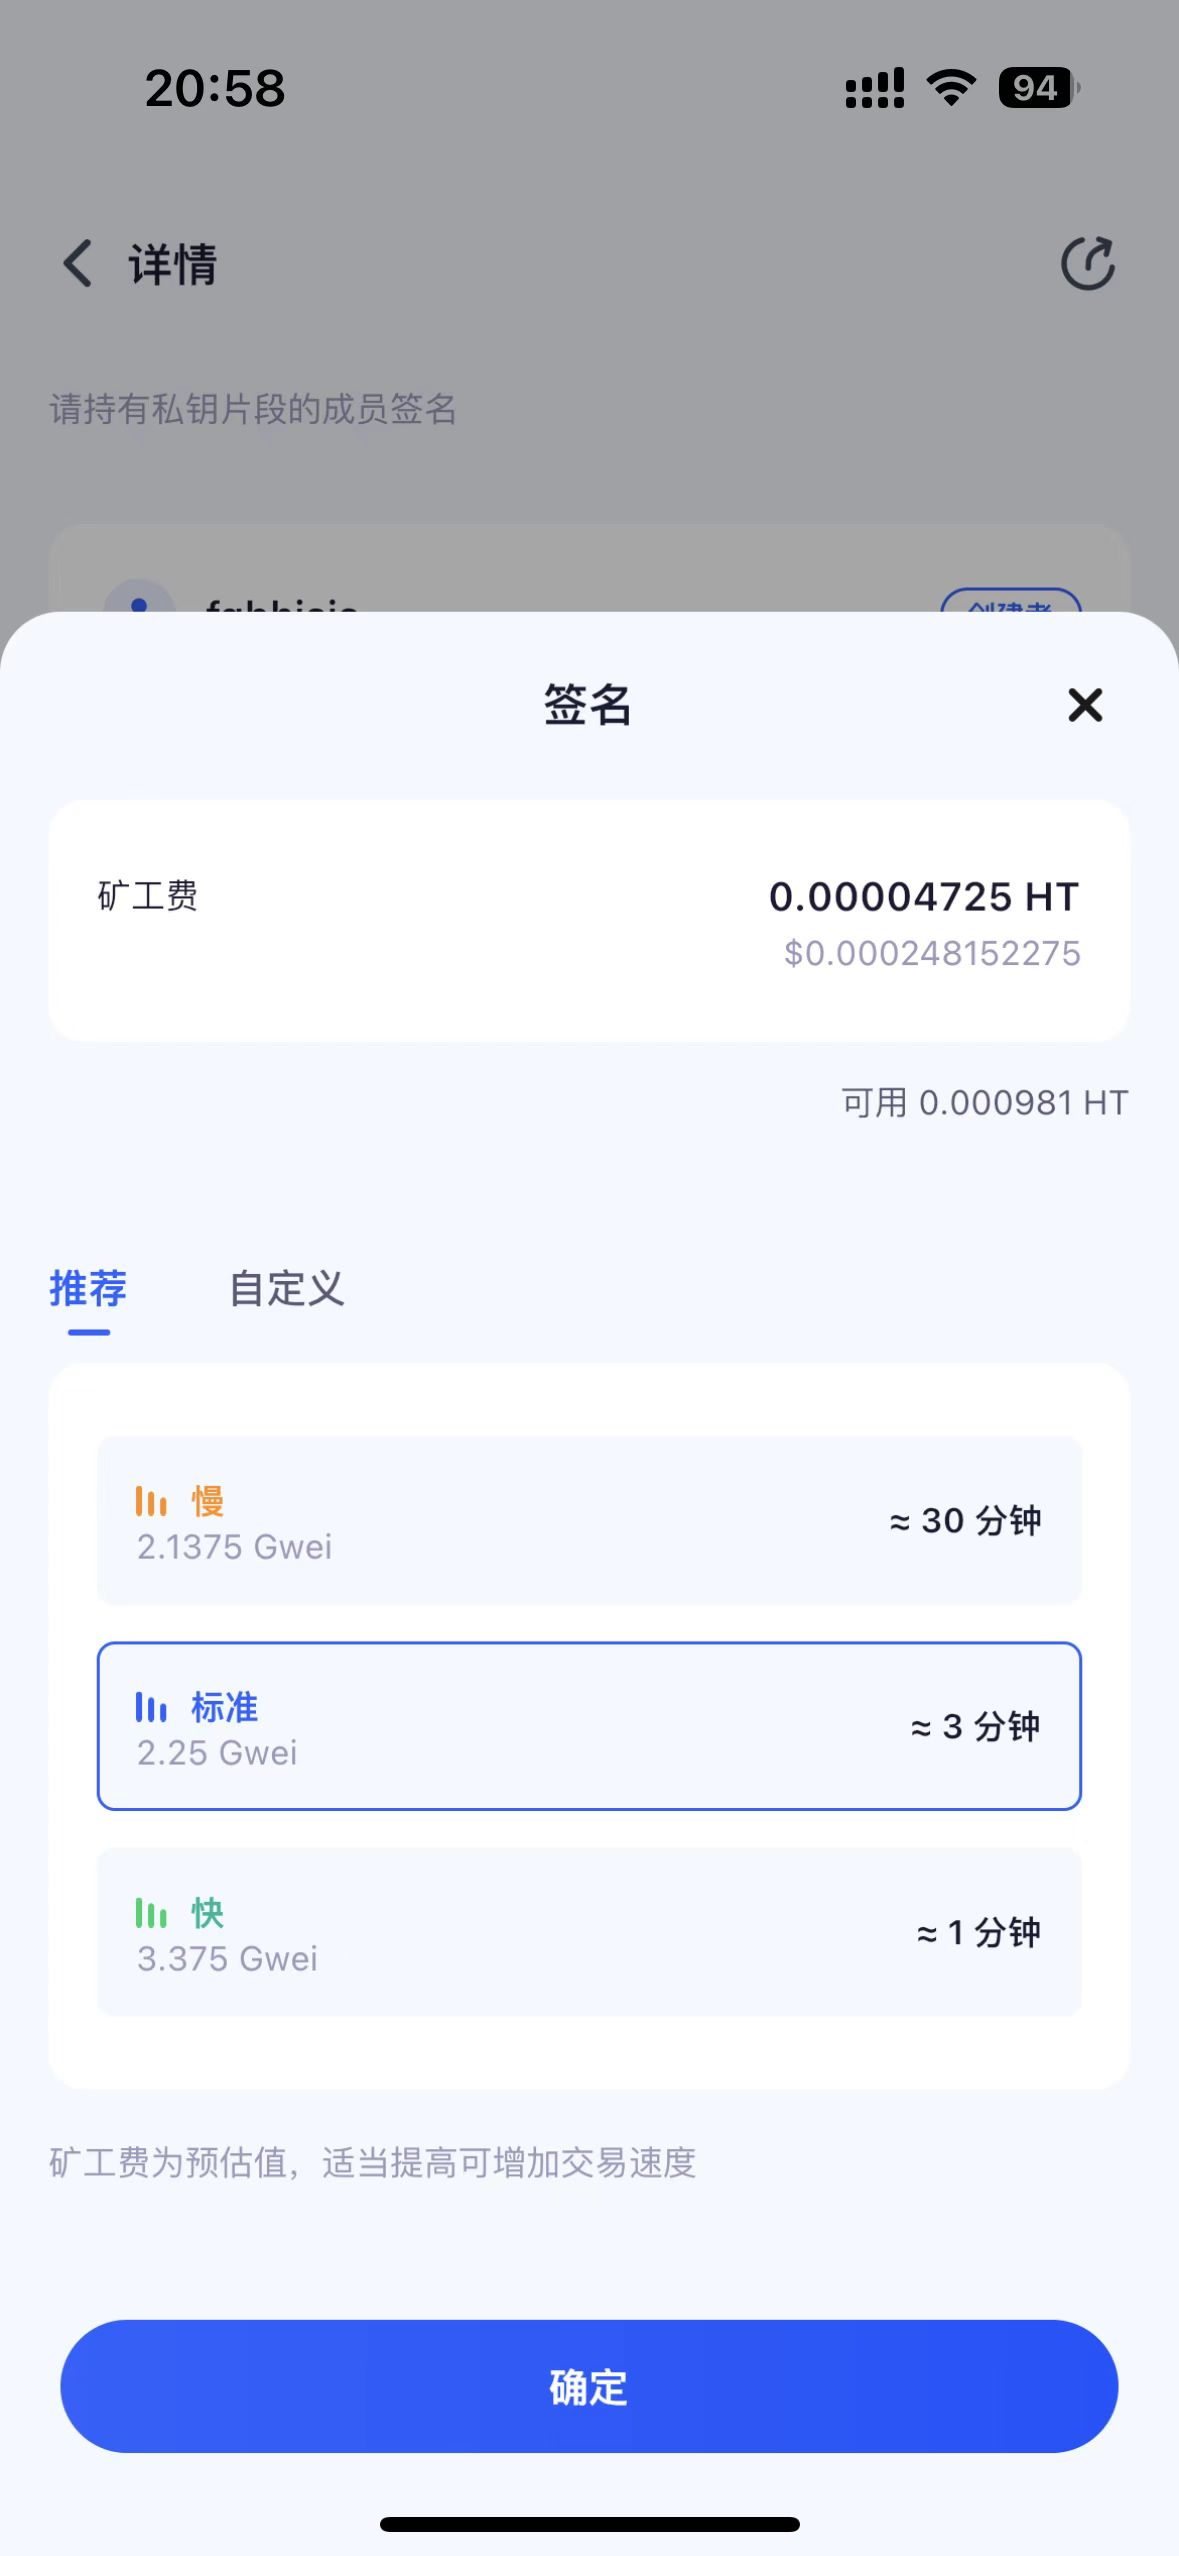 20:58
94
详情
请持有私钥片段的成员签名
签名
矿工费
0.00004725 HT
$0.000248152275
可用 0.000981 HT
推荐 自定义
慢
2.1375 Gwei
≈ 30 分钟
标准
2.25 Gwei
≈ 3 分钟
快
3.375 Gwei
≈ 1 分钟
矿工费为预估值，适当提高可增加交易速度
确定